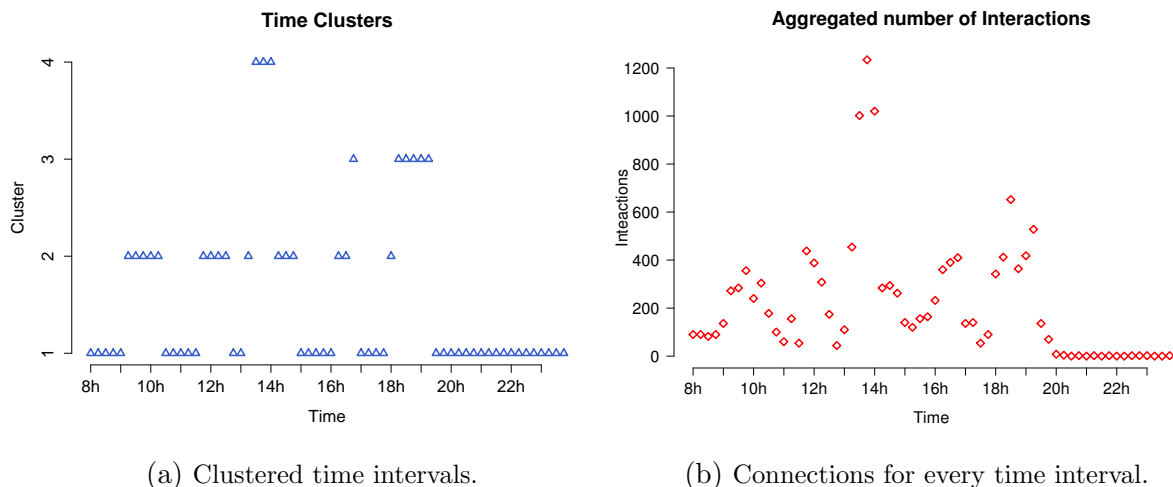 Time Clusters
Cluster
4
3
2
1
8h 10h 12h 14h 16h 18h 20h 22h
Time
(a) Clustered time intervals.
Aggregated number of Interactions
Inteactions
1200
1000
800
600
400
200
0
8h 10h 12h 14h 16h 18h 20h 22h
Time
(b) Connections for every time interval.